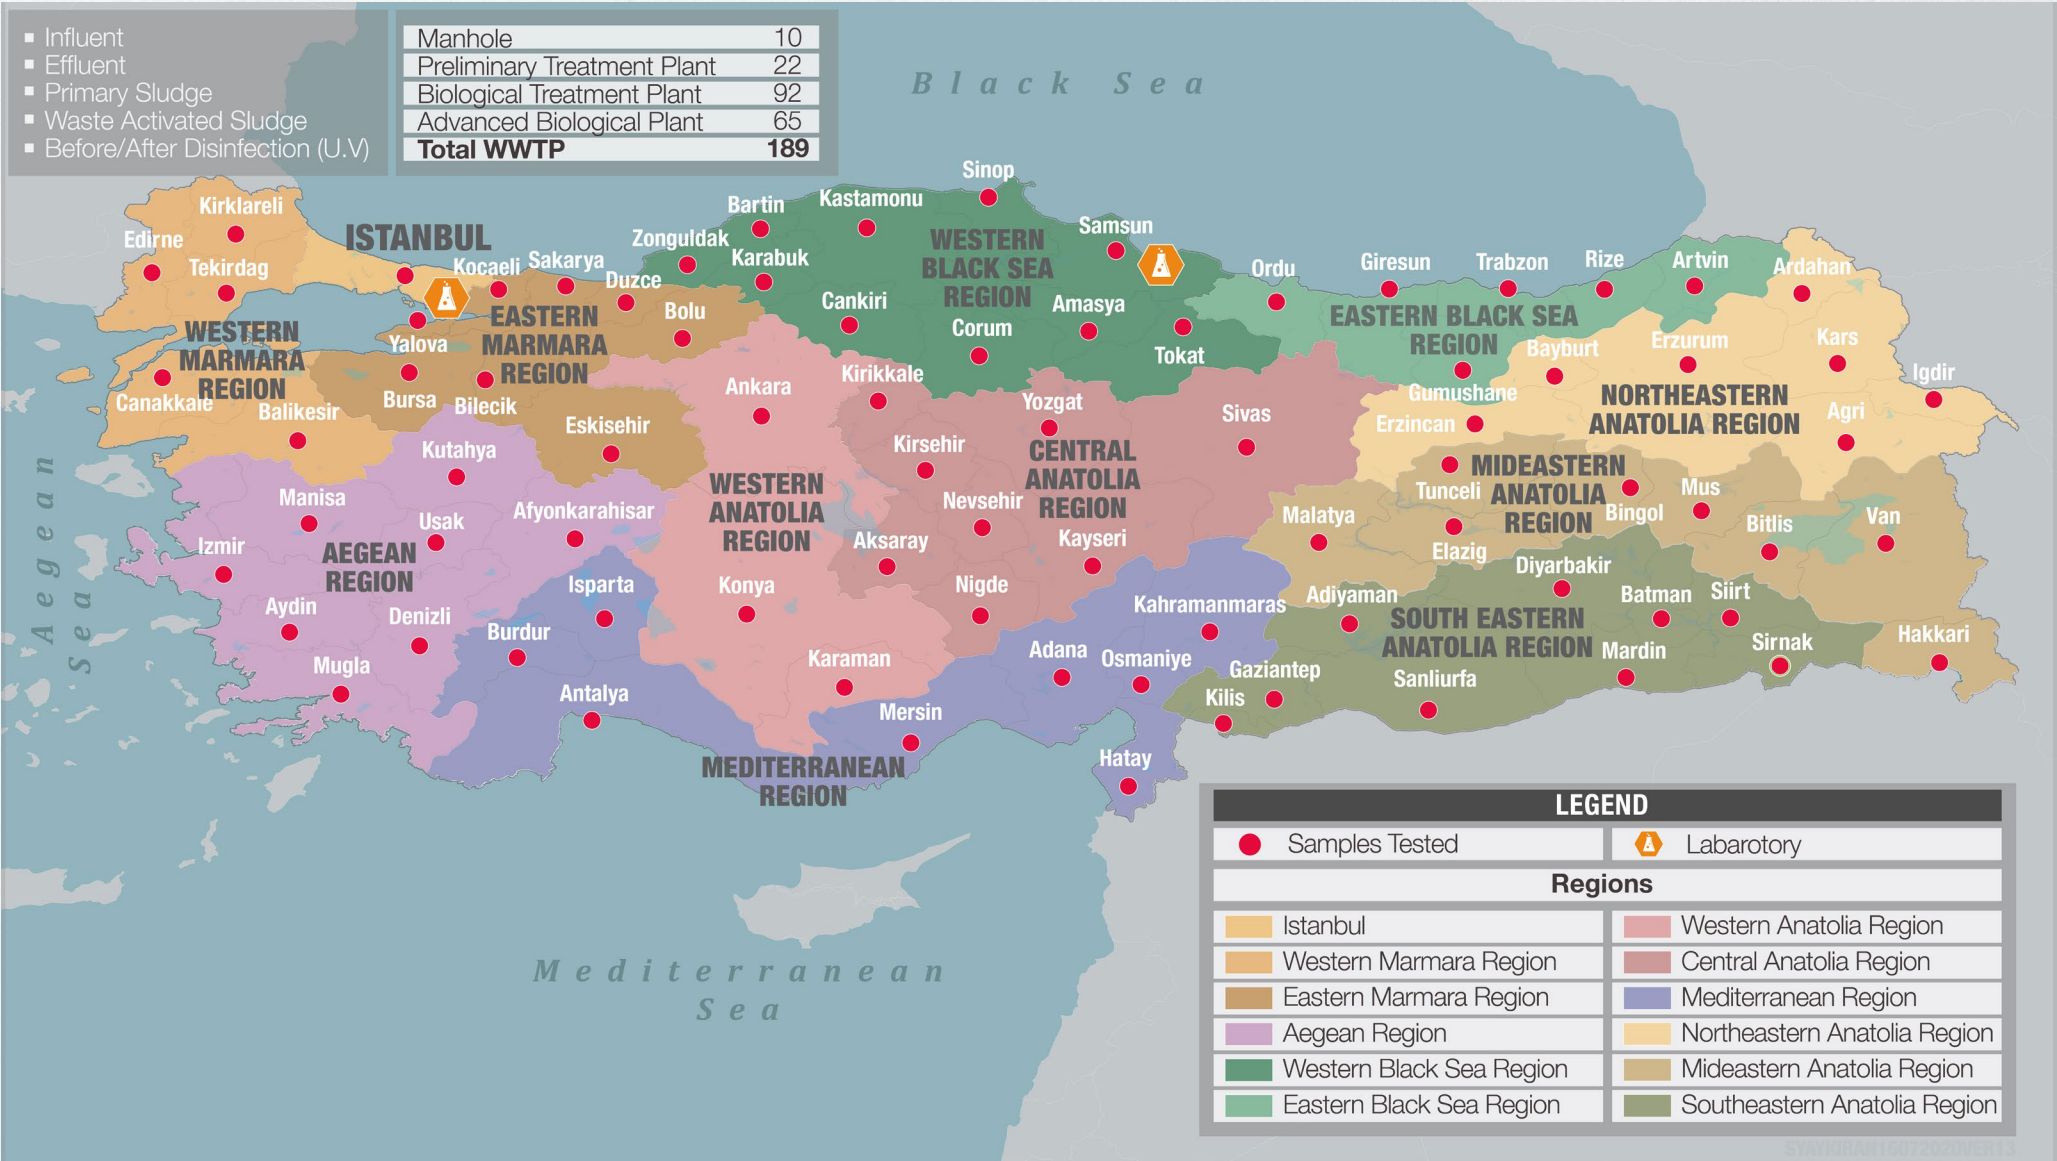 Influent
Effluent
Primary Sludge
Waste Activated Sludge
Before/After Disinfection (U.V)
Manhole 10
Preliminary Treatment Plant 22
Biological Treatment Plant 92
Advanced Biological Plant 65
Total WWTP 189
Black Sea
Sinop
Kirklareli
Bartin
Kastamonu
Edirne
ISTANBUL
Zonguldak
WESTERN
BLACK SEA
REGION
Samsun
Tekirdag
Kocaeli
Sakarya
Duzce
Karabuk
Ordu
Giresun
Trabzon
Rize
Artvin
Ardahan
WESTERN
MARMARA
REGION
EASTERN
MARMARA
REGION
Bolu
Cankiri
Corum
Amasya
Tokat
EASTERN BLACK SEA
REGION
Yalova
Bayburt
Erzurum
Kars
Igdir
Canakkale
Balikesir
Bursa
Bilecik
Ankara
Kirikkale
Yozgat
Sivas
Gumushane
Erzincan
NORTHEASTERN
ANATOLIA REGION
Agri
Eskisehir
Kutahya
Kirsehir
CENTRAL
ANATOLIA
REGION
Tunceli
MIDEASTERN
ANATOLIA
REGION
Bingol
Mus
Aegean
Sea
Manisa
Usak
Afyonkarahisar
WESTERN
ANATOLIA
REGION
Nevsehir
Malatya
Elazig
Bitlis
Van
Izmir
AEGEAN
REGION
Aksaray
Kayseri
Diyarbakir
Isparta
Konya
Nigde
Kahramanmaras
Adiyaman
SOUTH EASTERN
ANATOLIA REGION
Batman
Siirt
Aydin
Denizli
Burdur
Mardin
Sirnak
Hakkari
Mugla
Karaman
Adana
Osmaniye
Gaziantep
Sanliurfa
Antalya
Mersin
Kilis
MEDITERRANEAN
REGION
Hatay
Mediterranean
Sea
LEGEND
Samples Tested
Labarotory
Regions
Istanbul
Western Anatolia Region
Western Marmara Region
Central Anatolia Region
Eastern Marmara Region
Mediterranean Region
Aegean Region
Northeastern Anatolia Region
Western Black Sea Region
Mideastern Anatolia Region
Eastern Black Sea Region
Southeastern Anatolia Region